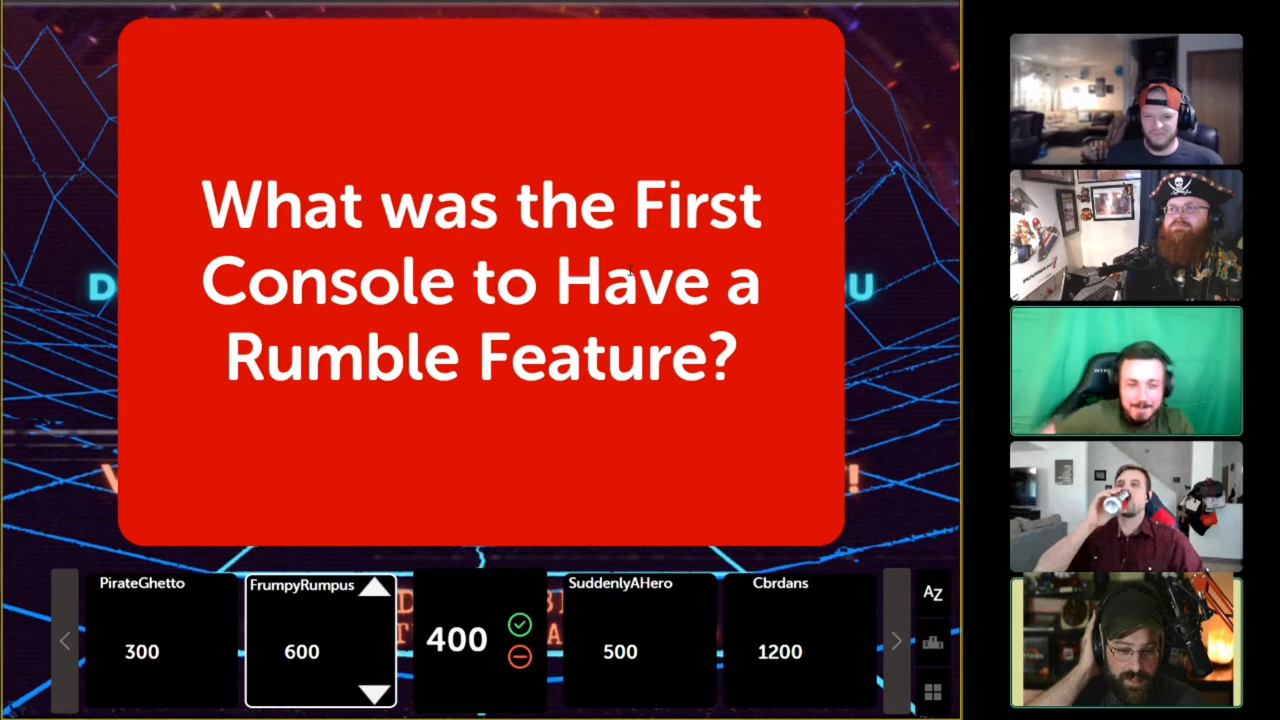 What was the First
Console to Have a
Rumble Feature?
PirateGhetto
300
FrumpyRumpus
600
400
SuddenlyAHero
500
Cbrdans
1200
AZ